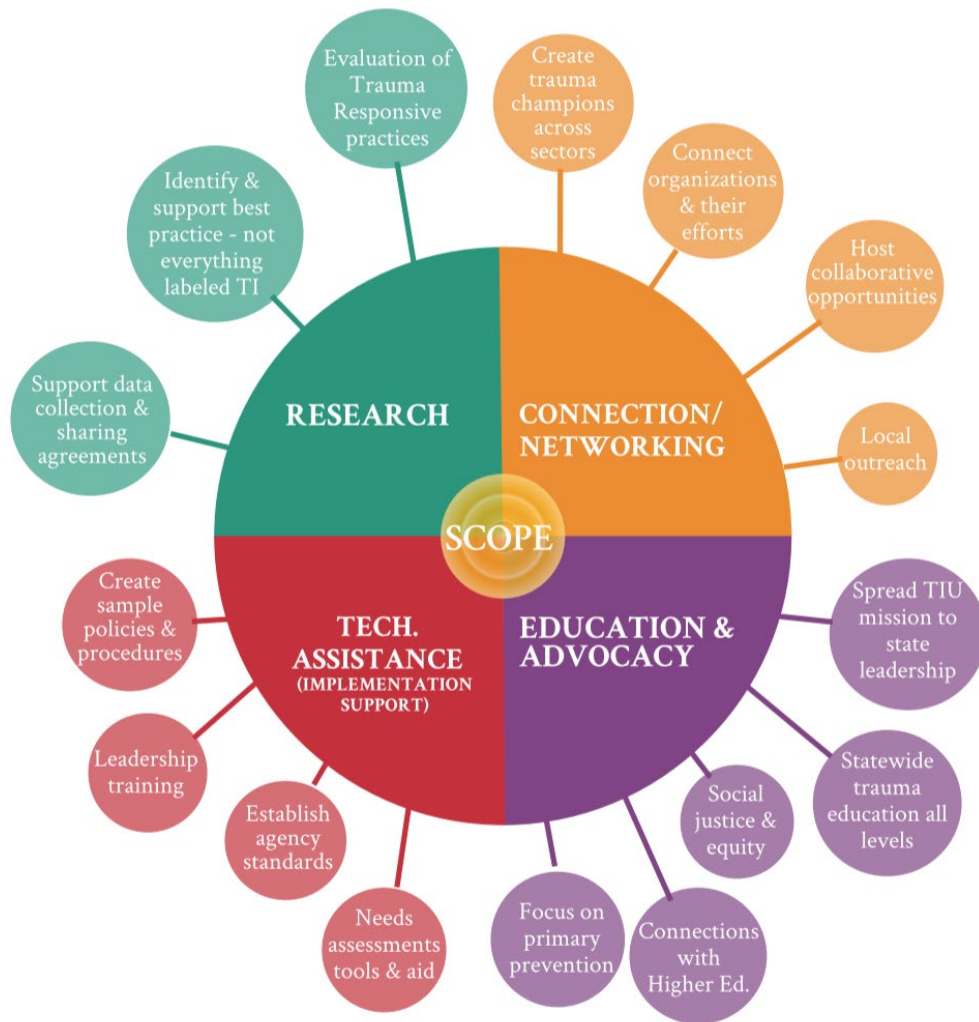 Evaluation of
Trauma
Responsive
practices
Identify &
support best
practice - not
everything
labeled TI
Support data
collection &
sharing
agreements
RESEARCH
Create
trauma
champions
across
sectors
Connect
organizations
& their
efforts
Host
collaborative
opportunities
Local
outreach
CONNECTION/
NETWORKING
SCOPE
TECH.
ASSISTANCE
(IMPLEMENTATION
SUPPORT)
Create
sample
policies &
procedures
Leadership
training
Establish
agency
standards
Needs
assessments
tools & aid
EDUCATION &
ADVOCACY
Spread TIU
mission to
state
leadership
Statewide
trauma
education all
levels
Social
justice &
equity
Connections
with
Higher Ed.
Focus on
primary
prevention